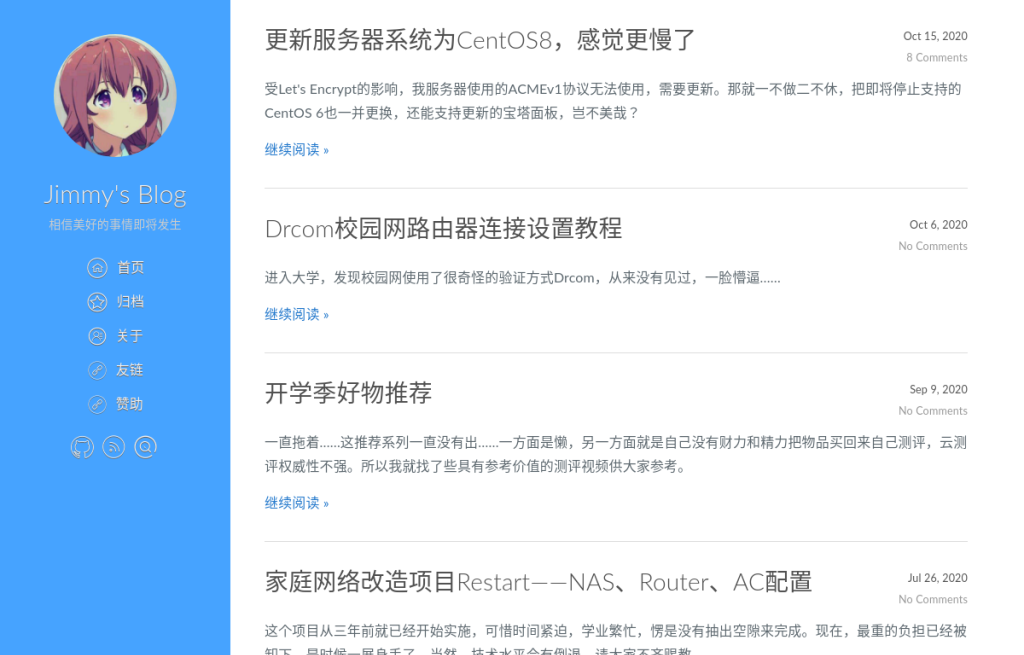 Jimmy's Blog
相信美好的事情即将发生
首页
归档
关于
友链
赞助
更新服务器系统为CentOS8，感觉更慢了
Oct 15, 2020
8 Comments
受Let's Encrypt的影响，我服务器使用的ACMEv1协议无法使用，需要更新。那就一不做二不休，把即将停止支持的
CentOS 6也一并更换，还能支持更新的宝塔面板，岂不美哉？
继续阅读 »
Drcom校园网路由器连接设置教程
Oct 6, 2020
No Comments
进入大学，发现校园网使用了很奇怪的验证方式Drcom，从来没有见过，一脸懵逼……
继续阅读 »
开学季好物推荐
Sep 9, 2020
No Comments
一直拖着……这推荐系列一直没有出……一方面是懒，另一方面就是自己没有财力和精力把物品买回来自己测评，云测
评权威性不强。所以我就找了些具有参考价值的测评视频供大家参考。
继续阅读 »
家庭网络改造项目Restart——NAS、Router、AC配置
Jul 26, 2020
No Comments
这个项目从三年前就已经开始实施，可惜时间紧迫，学业繁忙，愣是没有抽出空隙来完成。现在，最重的负担已经被
卸下，是时候一展身手了。当然，技术水平会有倒退，请大家不吝赐教。